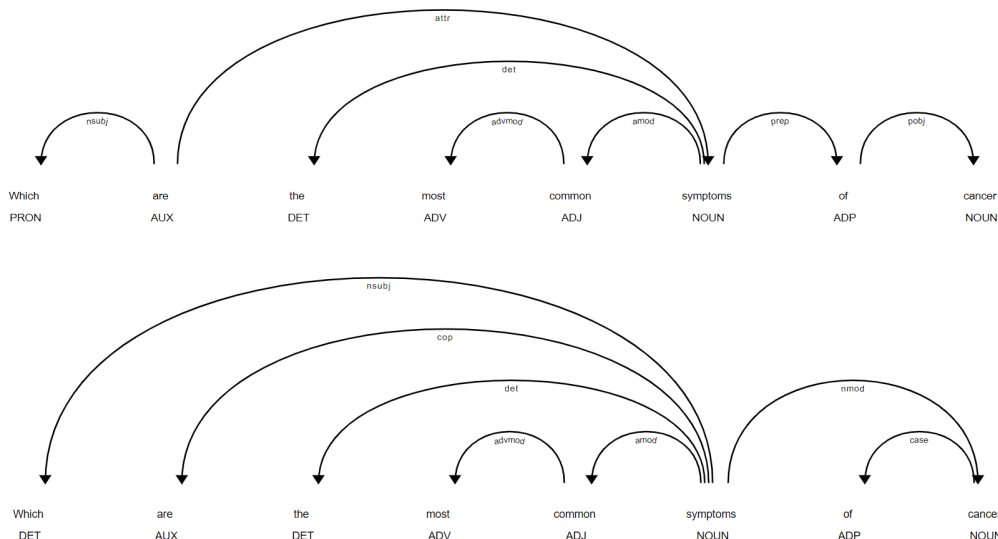 attr
det
nsubj advmod amod prep pobj
Which are the most common symptoms of cancer
PRON AUX DET ADV ADJ NOUN ADP NOUN
nsubj
cop
det nmod
advmod amod case
Which are the most common symptoms of cancer
DET AUX DET ADV ADJ NOUN ADP NOUN